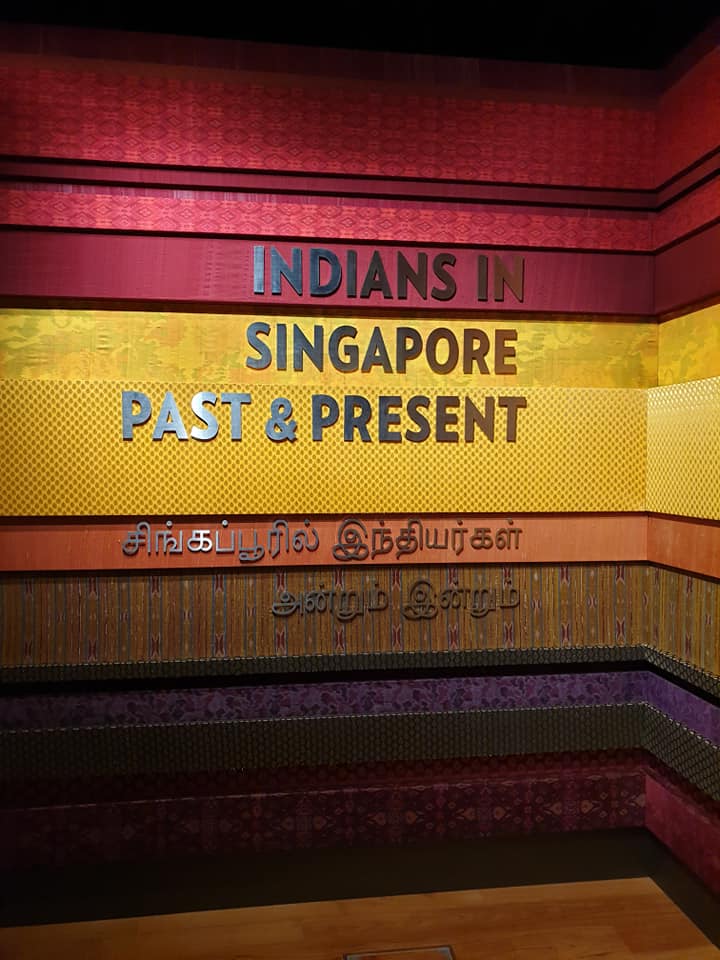 INDIANS IN
SINGAPORE
PAST & PRESENT
சிங்கப்பூரில் இந்தியர்கள்
அன்றும் இன்றும்